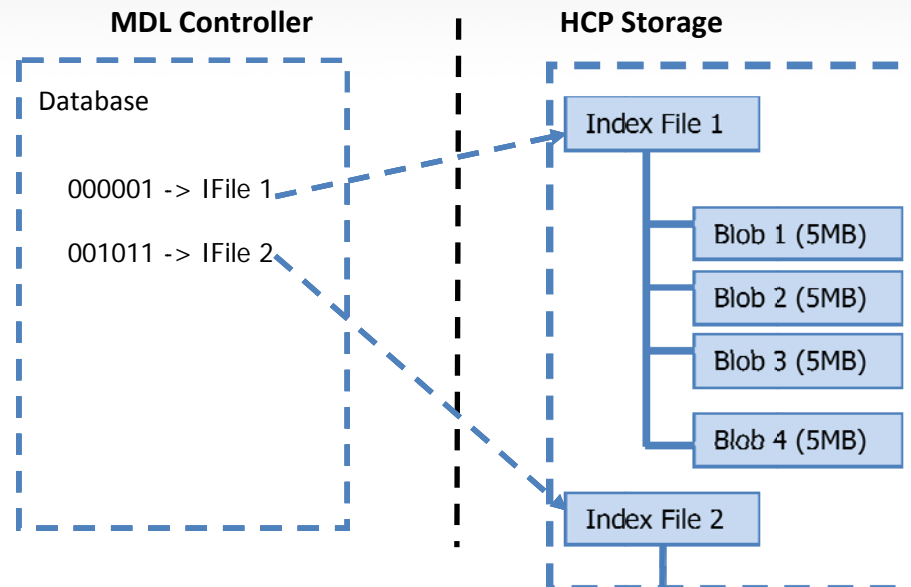 MDL Controller
HCP Storage
Database
000001 -> IFile 1
001011 -> IFile 2
Index File 1
Blob 1 (5MB)
Blob 2 (5MB)
Blob 3 (5MB)
Blob 4 (5MB)
Index File 2